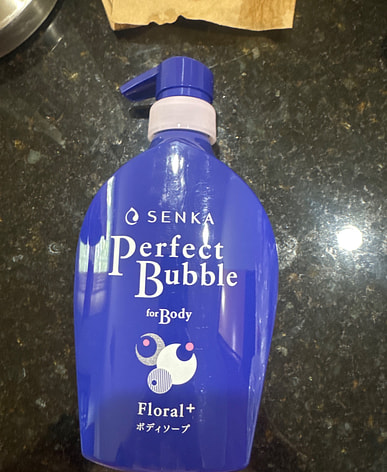 SENKA
Perfect
Bubble
for Body
Floral+
ボディソープ